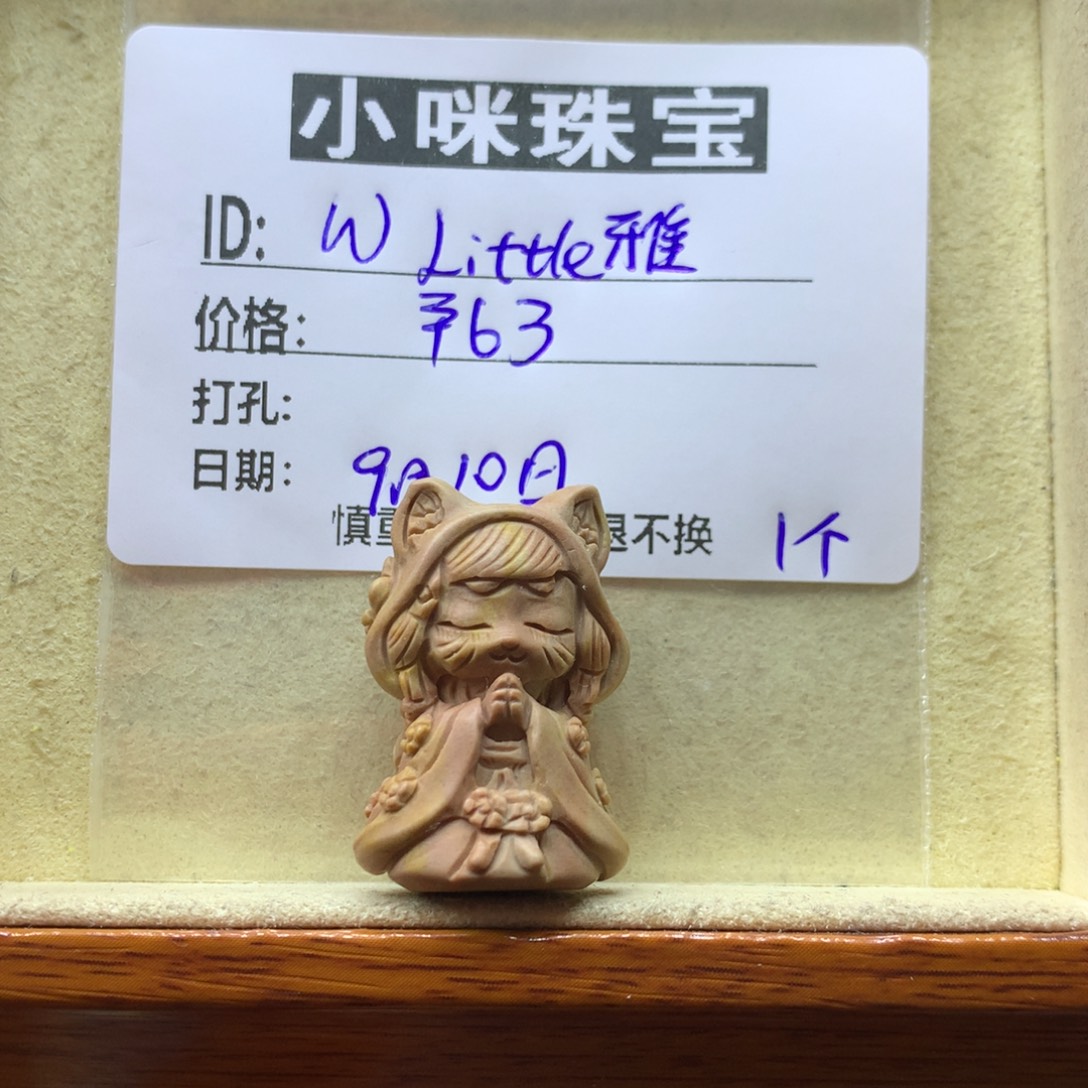 小咪珠宝
ID: W Little雅
价格: ¥63
打孔:
日期: 9月10日
慎重 退不换 1个